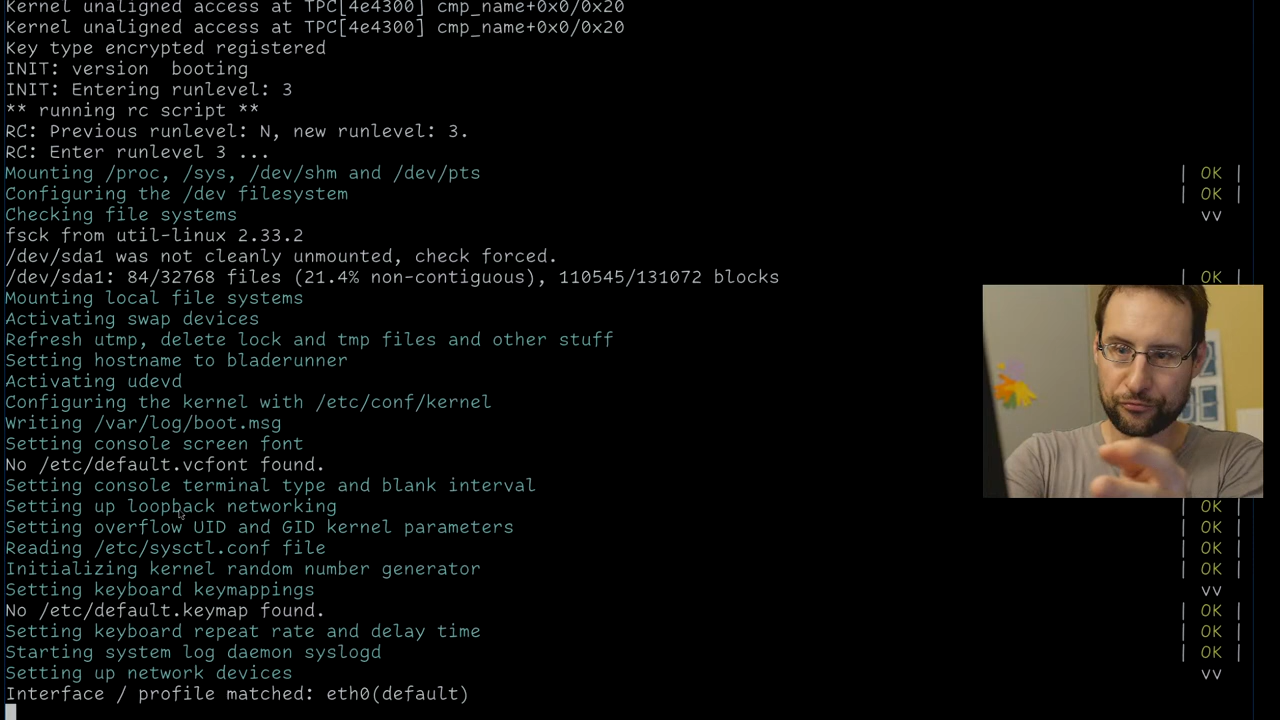 Kernel unaligned access at TPC[4e4300] cmp_name+0x0/0x20
Kernel unaligned access at TPC[4e4300] cmp_name+0x0/0x20
Key type encrypted registered
INIT: version  booting
INIT: Entering runlevel: 3
** running rc script **
RC: Previous runlevel: N, new runlevel: 3.
RC: Enter runlevel 3 ...
Mounting /proc, /sys, /dev/shm and /dev/pts | OK |
Configuring the /dev filesystem | OK |
Checking file systems vv
fsck from util-linux 2.33.2
/dev/sda1 was not cleanly unmounted, check forced.
/dev/sda1: 84/32768 files (21.4% non-contiguous), 110545/131072 blocks | OK |
Mounting local file systems
Activating swap devices
Refresh utmp, delete lock and tmp files and other stuff
Setting hostname to bladerunner
Activating udevd
Configuring the kernel with /etc/conf/kernel
Writing /var/log/boot.msg
Setting console screen font
No /etc/default.vcfont found.
Setting console terminal type and blank interval
Setting up loopback networking | OK |
Setting overflow UID and GID kernel parameters | OK |
Reading /etc/sysctl.conf file | OK |
Initializing kernel random number generator | OK |
Setting keyboard keymappings vv
No /etc/default.keymap found. | OK |
Setting keyboard repeat rate and delay time | OK |
Starting system log daemon syslogd | OK |
Setting up network devices vv
Interface / profile matched: eth0(default)